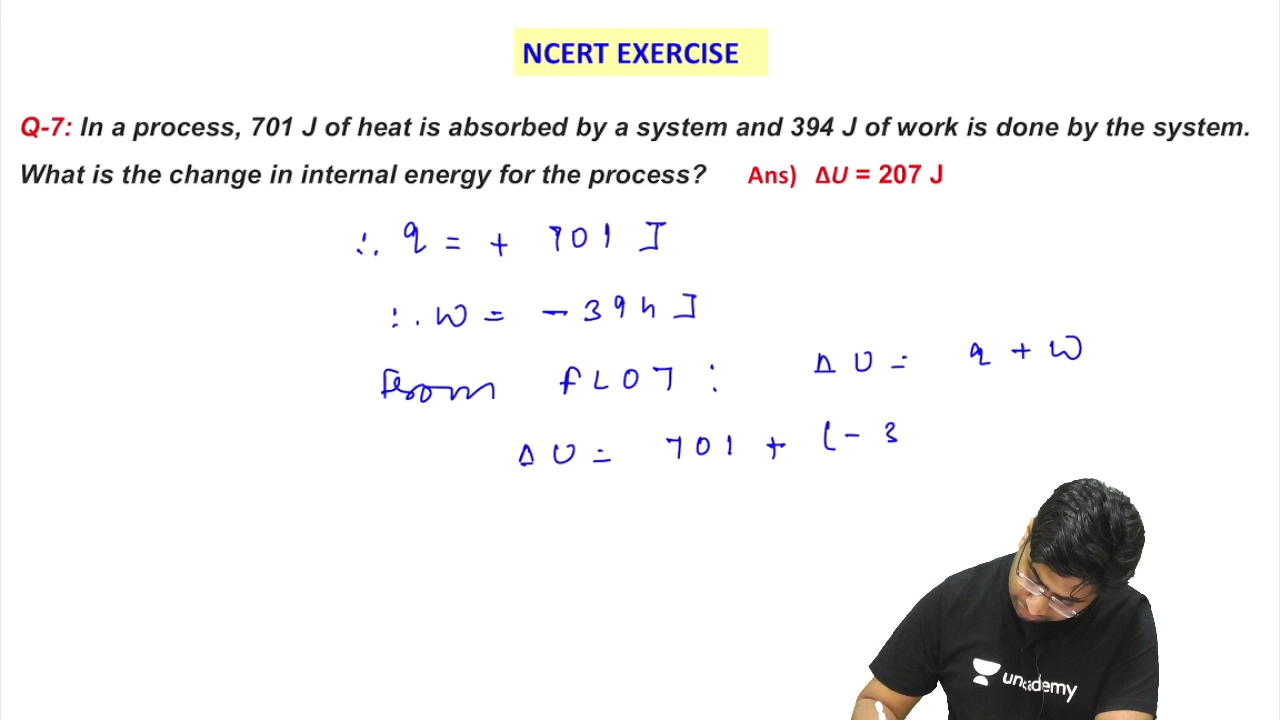 NCERT EXERCISE
Q-7: In a process, 701 J of heat is absorbed by a system and 394 J of work is done by the system.
What is the change in internal energy for the process? Ans) ΔU = 207 J
∴ q = + 701 J
∴ W = - 394 J
From FLOT : ΔU = q + W
ΔU = 701 + (- 3
unacademy